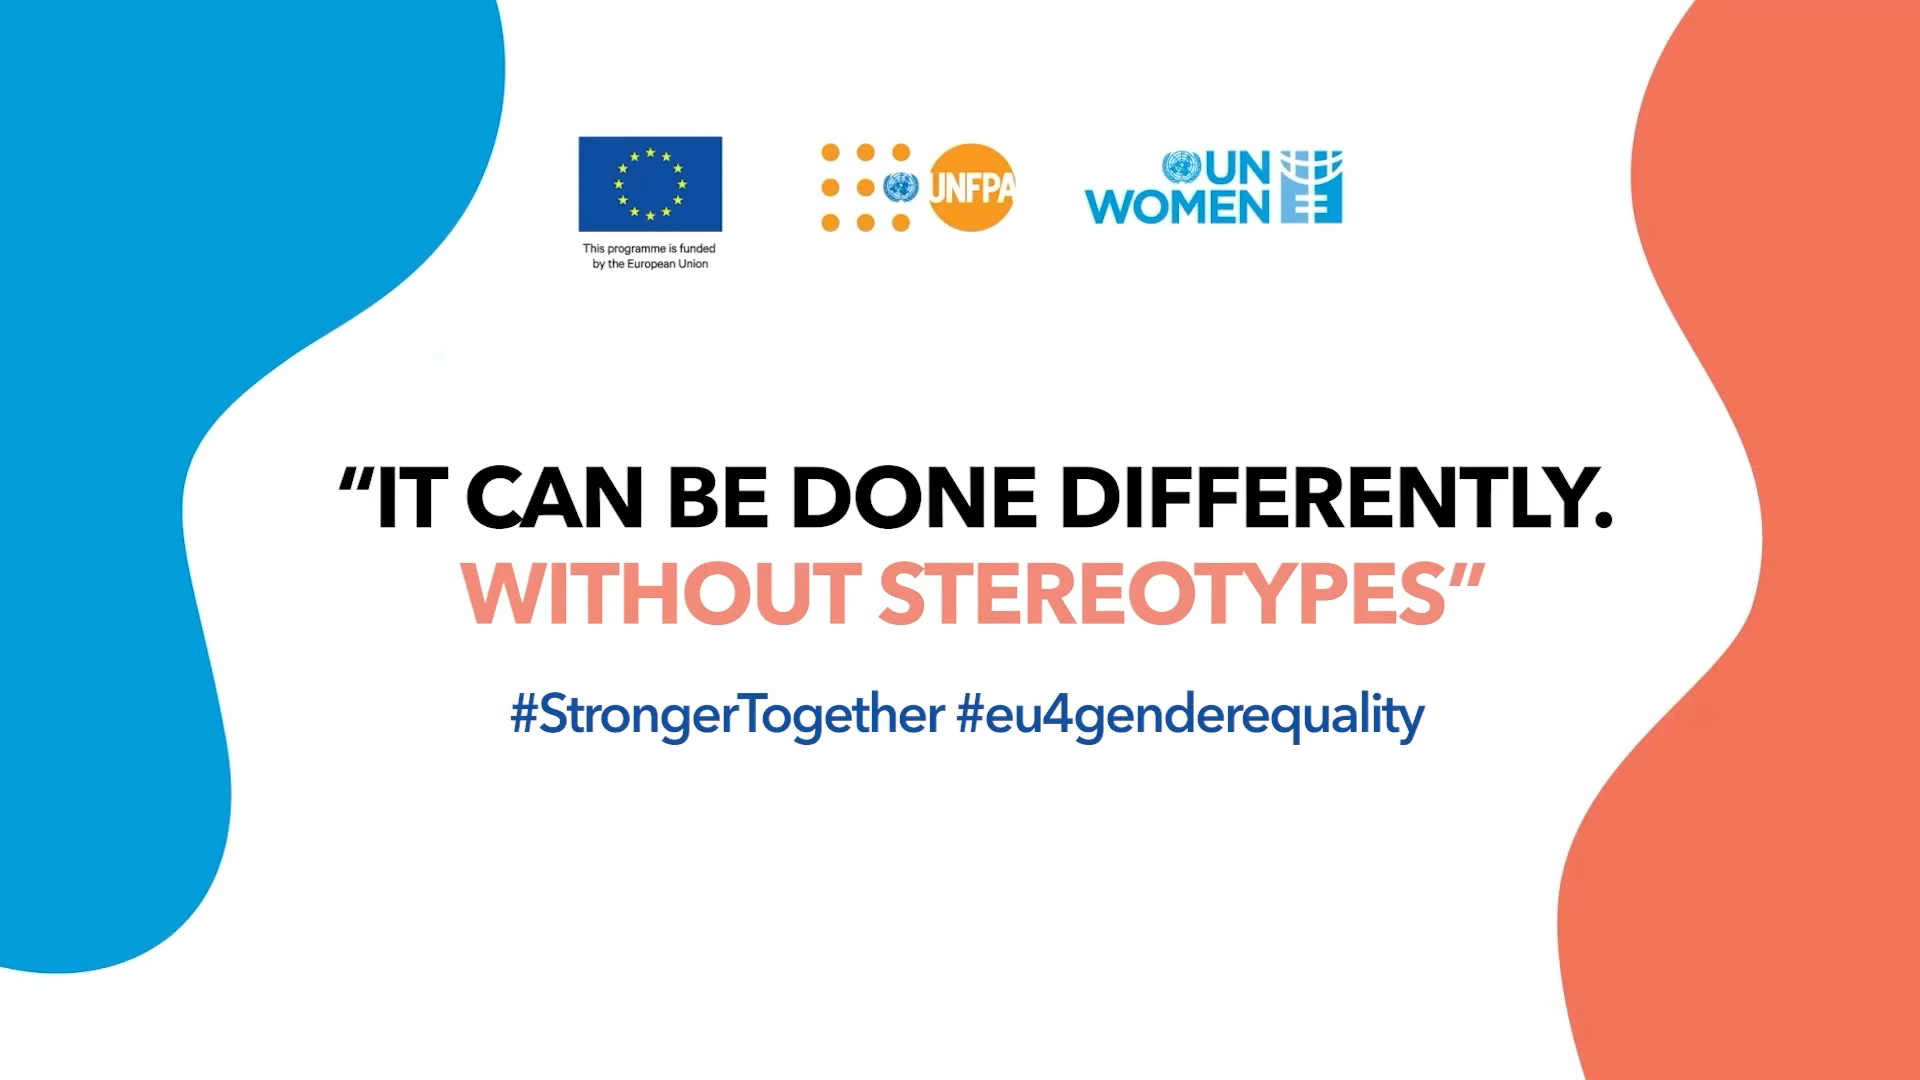 This programme is funded
by the European Union
UNFPA
UN
WOMEN
“IT CAN BE DONE DIFFERENTLY.
WITHOUT STEREOTYPES”
#StrongerTogether #eu4genderequality